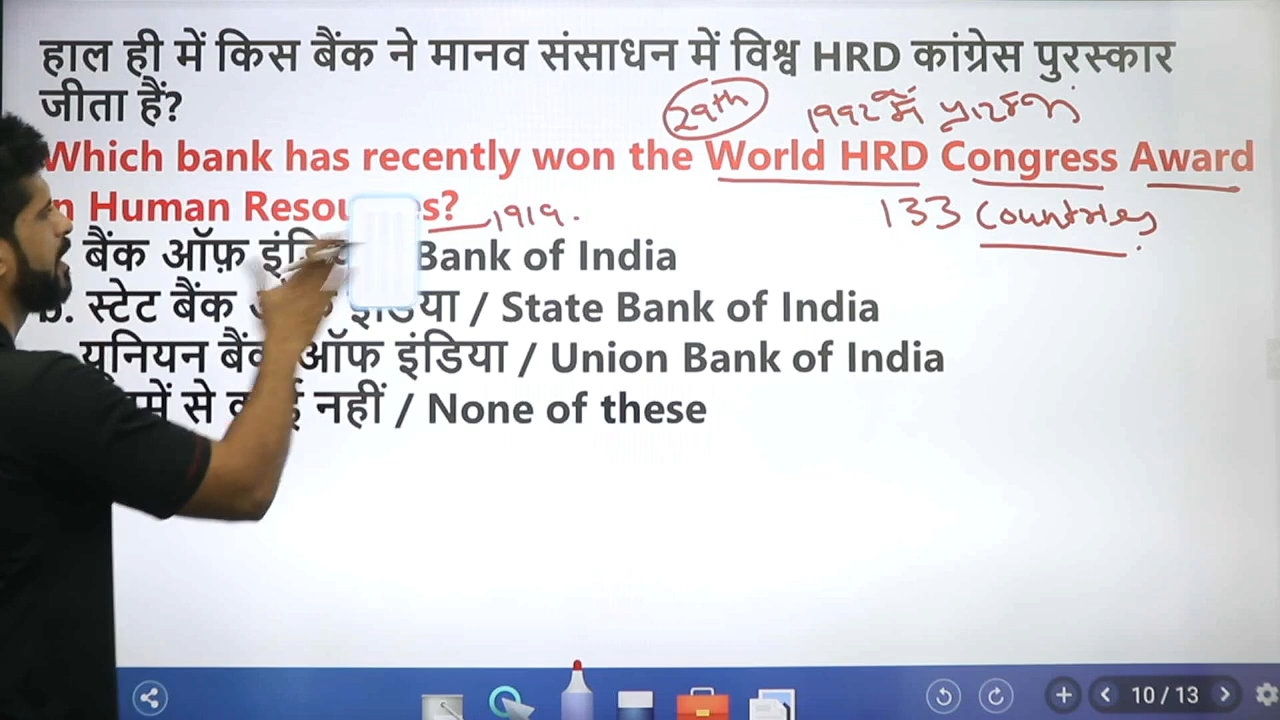 हाल ही में किस बैंक ने मानव संसाधन में विश्व HRD कांग्रेस पुरस्कार
जीता हैं?
29th
1992 में प्रारम्भ
Which bank has recently won the World HRD Congress Award
Human
1919.
133 Countries
बैंक ऑफ़ Bank of India
स्टेट बैंक / State Bank of India
यूनियन ऑफ इंडिया / Union Bank of India
से नहीं / None of these
10 / 13